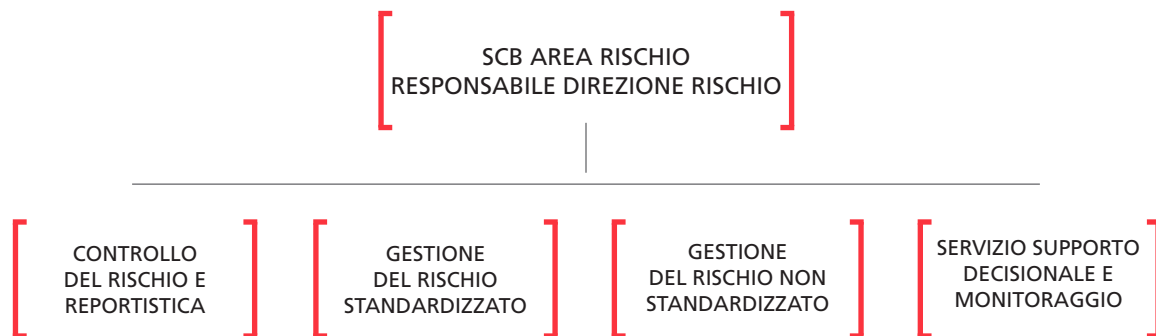 SCB AREA RISCHIO
RESPONSABILE DIREZIONE RISCHIO
CONTROLLO
DEL RISCHIO E
REPORTISTICA
GESTIONE
DEL RISCHIO
STANDARDIZZATO
GESTIONE
DEL RISCHIO NON
STANDARDIZZATO
SERVIZIO SUPPORTO
DECISIONALE E
MONITORAGGIO